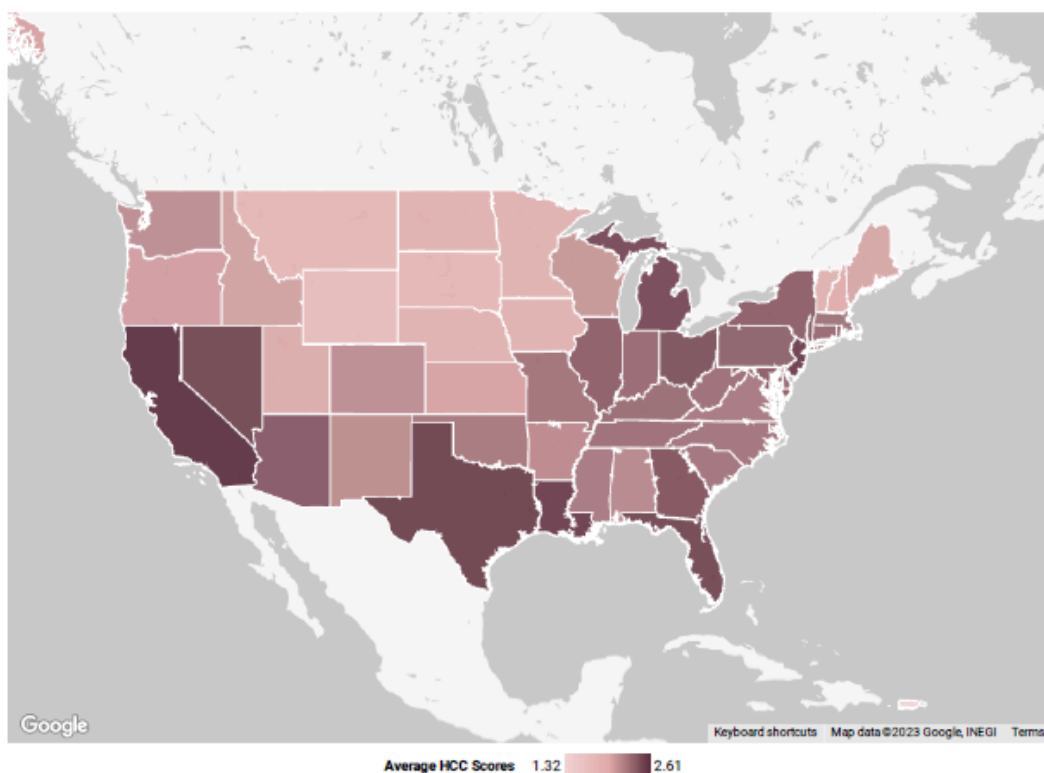 Google
Keyboard shortcuts Map data ©2023 Google, INEGI Terms
Average HCC Scores 1.32 2.61